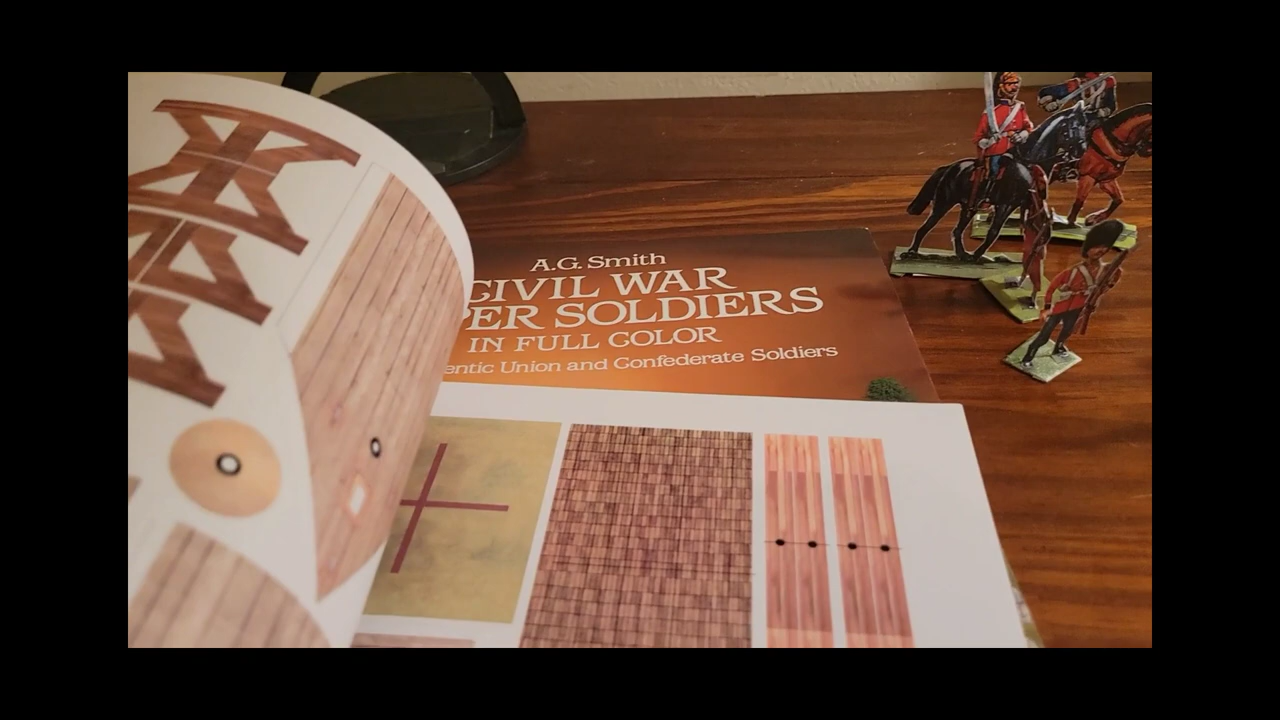 A.G. Smith
CIVIL WAR
PER SOLDIERS
IN FULL COLOR
entic Union and Confederate Soldiers